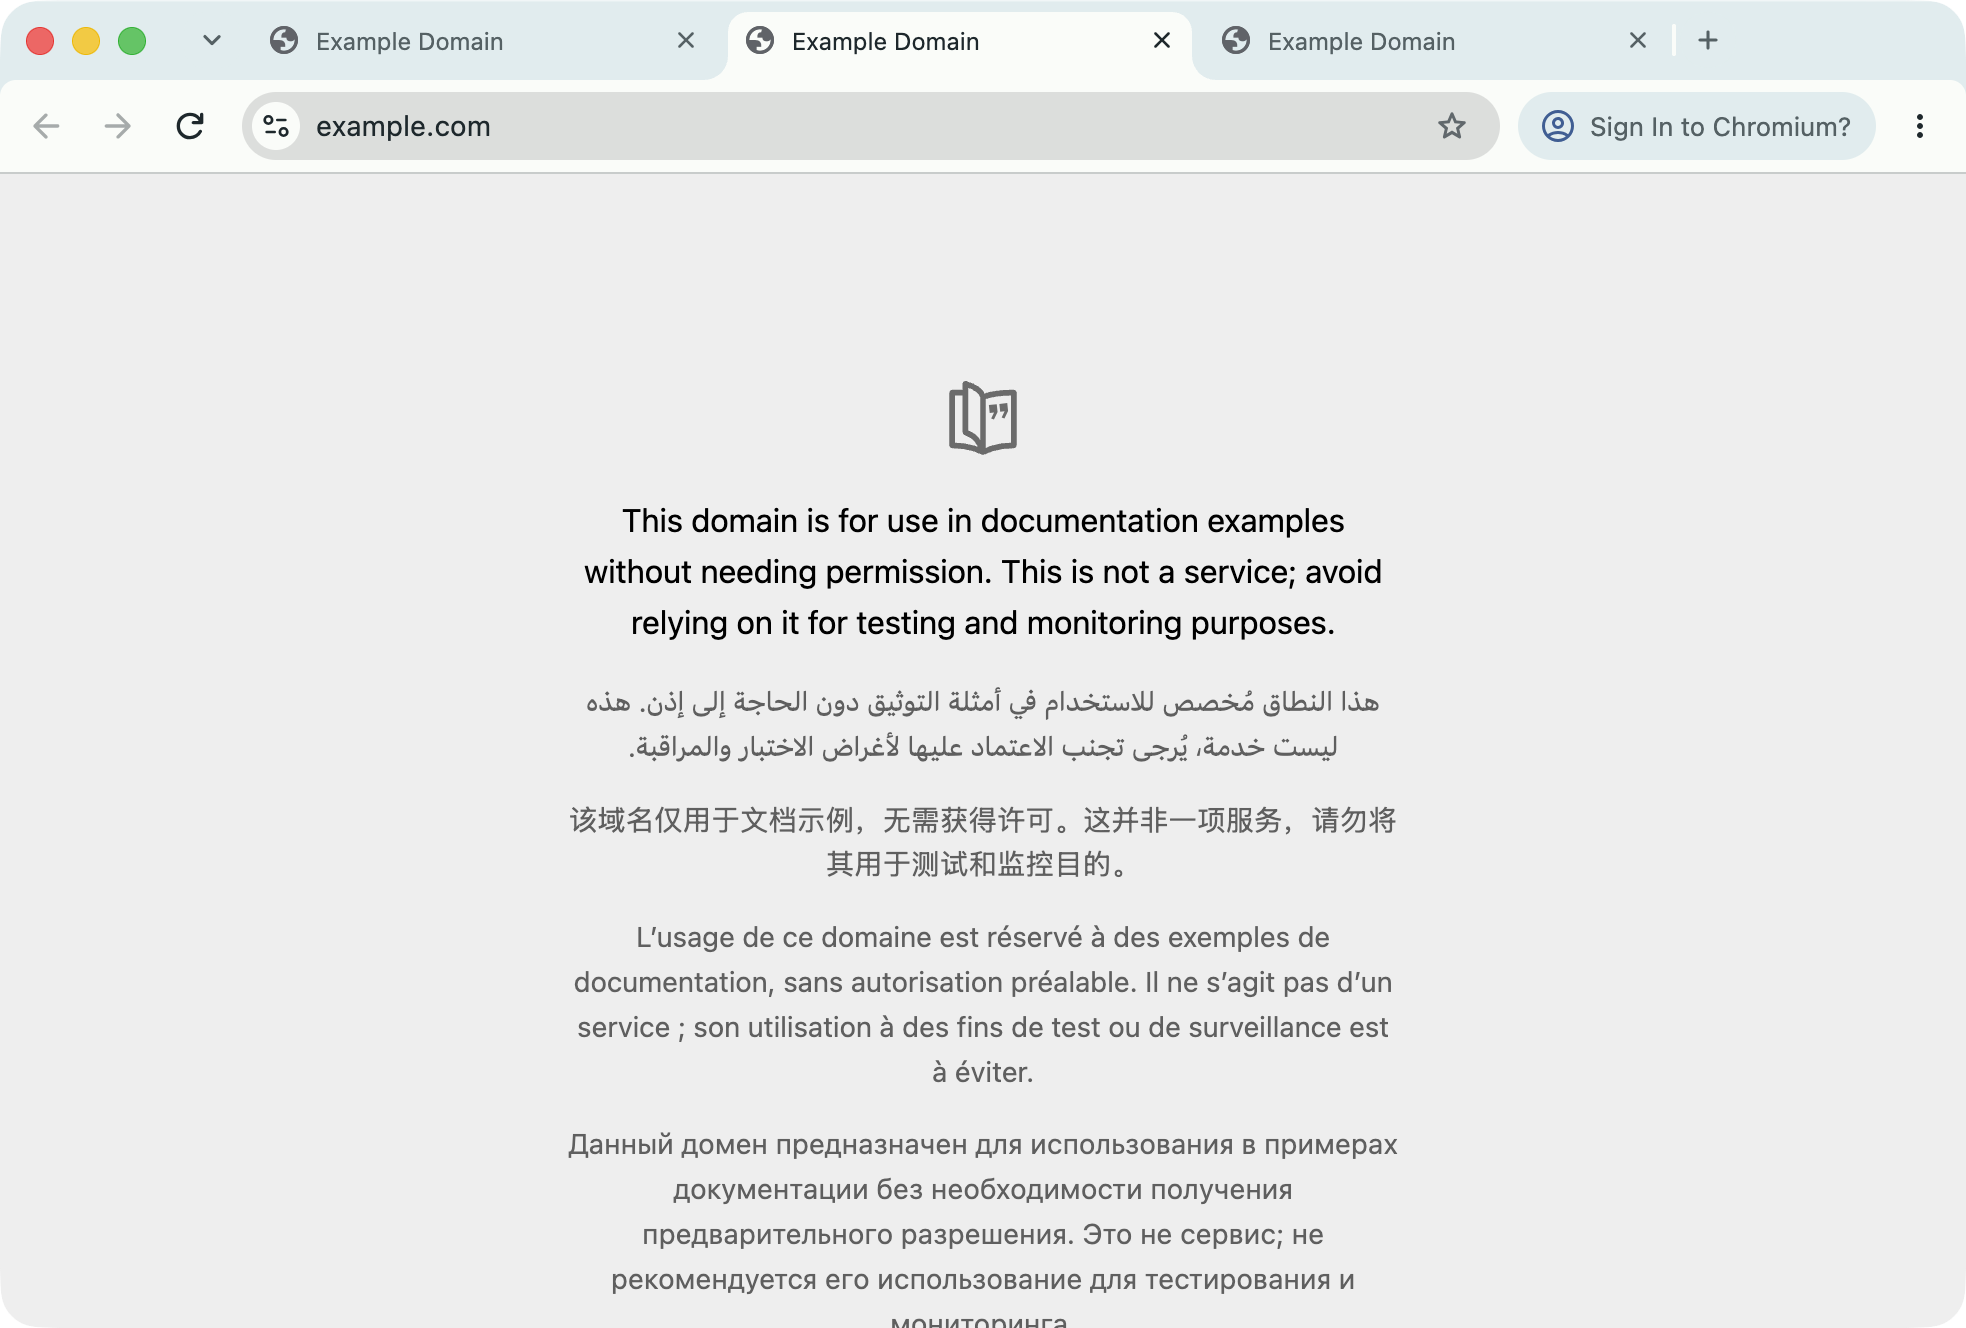 Example Domain
Example Domain
Example Domain
example.com
Sign In to Chromium?
This domain is for use in documentation examples
without needing permission. This is not a service; avoid
relying on it for testing and monitoring purposes.
هذا النطاق مُخصص للاستخدام في أمثلة التوثيق دون الحاجة إلى إذن. هذه
ليست خدمة، يُرجى تجنب الاعتماد عليها لأغراض الاختبار والمراقبة.
该域名仅用于文档示例，无需获得许可。这并非一项服务，请勿将
其用于测试和监控目的。
L’usage de ce domaine est réservé à des exemples de
documentation, sans autorisation préalable. Il ne s’agit pas d’un
service ; son utilisation à des fins de test ou de surveillance est
à éviter.
Данный домен предназначен для использования в примерах
документации без необходимости получения
предварительного разрешения. Это не сервис; не
рекомендуется его использование для тестирования и
мониторинга